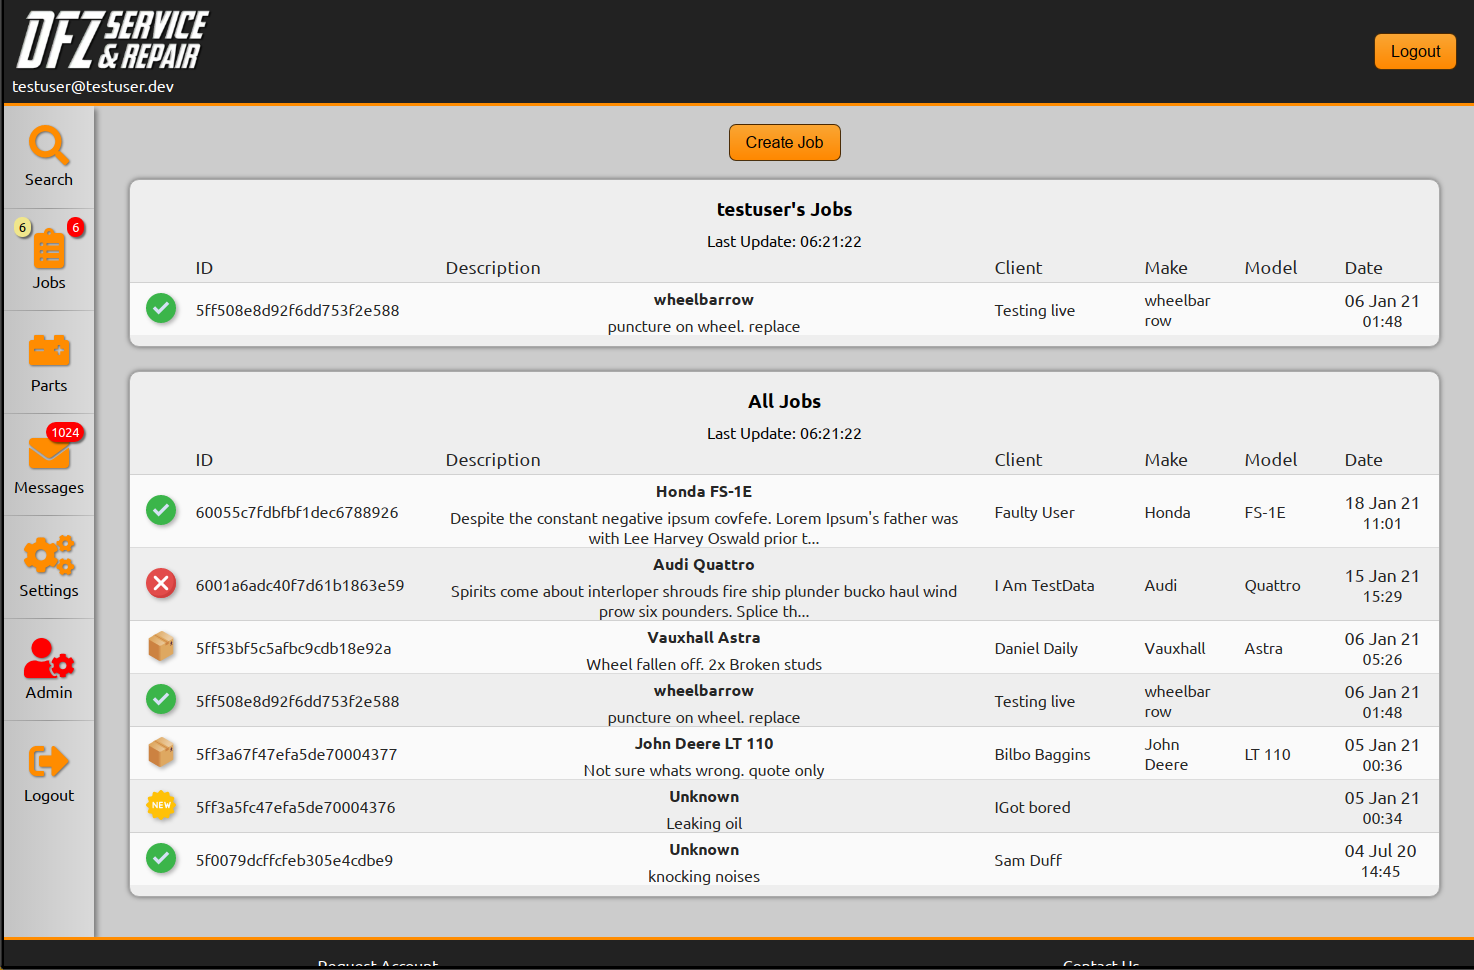 DFZ SERVICE
& REPAIR
testuser@testuser.dev
Logout
Search
6 6
Jobs
Parts
1024
Messages
Settings
Admin
Logout
Create Job
testuser's Jobs
Last Update: 06:21:22
ID Description Client Make Model Date
5ff508e8d92f6dd753f2e588 wheelbarrow puncture on wheel. replace Testing live wheelbar row 06 Jan 21 01:48
All Jobs
Last Update: 06:21:22
ID Description Client Make Model Date
Honda FS-1E
60055c7fdbfbf1dec6788926 Despite the constant negative ipsum covfefe. Lorem Ipsum's father was with Lee Harvey Oswald prior t... Faulty User Honda FS-1E 18 Jan 21 11:01
Audi Quattro
6001a6adc40f7d61b1863e59 Spirits come about interloper shrouds fire ship plunder bucko haul wind prow six pounders. Splice th... I Am TestData Audi Quattro 15 Jan 21 15:29
Vauxhall Astra
5ff53bf5c5afbc9cdb18e92a Wheel fallen off. 2x Broken studs Daniel Daily Vauxhall Astra 06 Jan 21 05:26
wheelbarrow
5ff508e8d92f6dd753f2e588 puncture on wheel. replace Testing live wheelbar row 06 Jan 21 01:48
John Deere LT 110
5ff3a67f47efa5de70004377 Not sure whats wrong. quote only Bilbo Baggins John Deere LT 110 05 Jan 21 00:36
Unknown
NEW 5ff3a5fc47efa5de70004376 Leaking oil IGot bored 05 Jan 21 00:34
Unknown
5f0079dcffcfeb305e4cdbe9 knocking noises Sam Duff 04 Jul 20 14:45
Request Account Contact Us